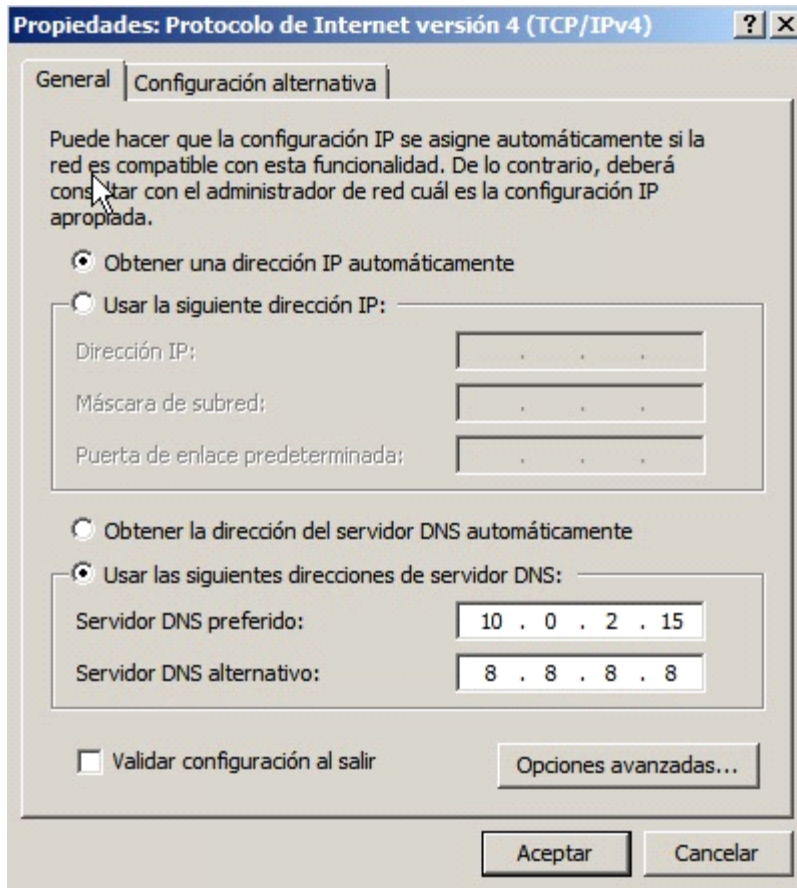 Propiedades: Protocolo de Internet versión 4 (TCP/IPv4)
General
Configuración alternativa
Puede hacer que la configuración IP se asigne automáticamente si la
red es compatible con esta funcionalidad. De lo contrario, deberá
consultar con el administrador de red cuál es la configuración IP
apropiada.
Obtener una dirección IP automáticamente
Usar la siguiente dirección IP:
Dirección IP: . . .
Máscara de subred: . . .
Puerta de enlace predeterminada: . . .
Obtener la dirección del servidor DNS automáticamente
Usar las siguientes direcciones de servidor DNS:
Servidor DNS preferido: 10 . 0 . 2 . 15
Servidor DNS alternativo: 8 . 8 . 8 . 8
Validar configuración al salir
Opciones avanzadas...
Aceptar
Cancelar